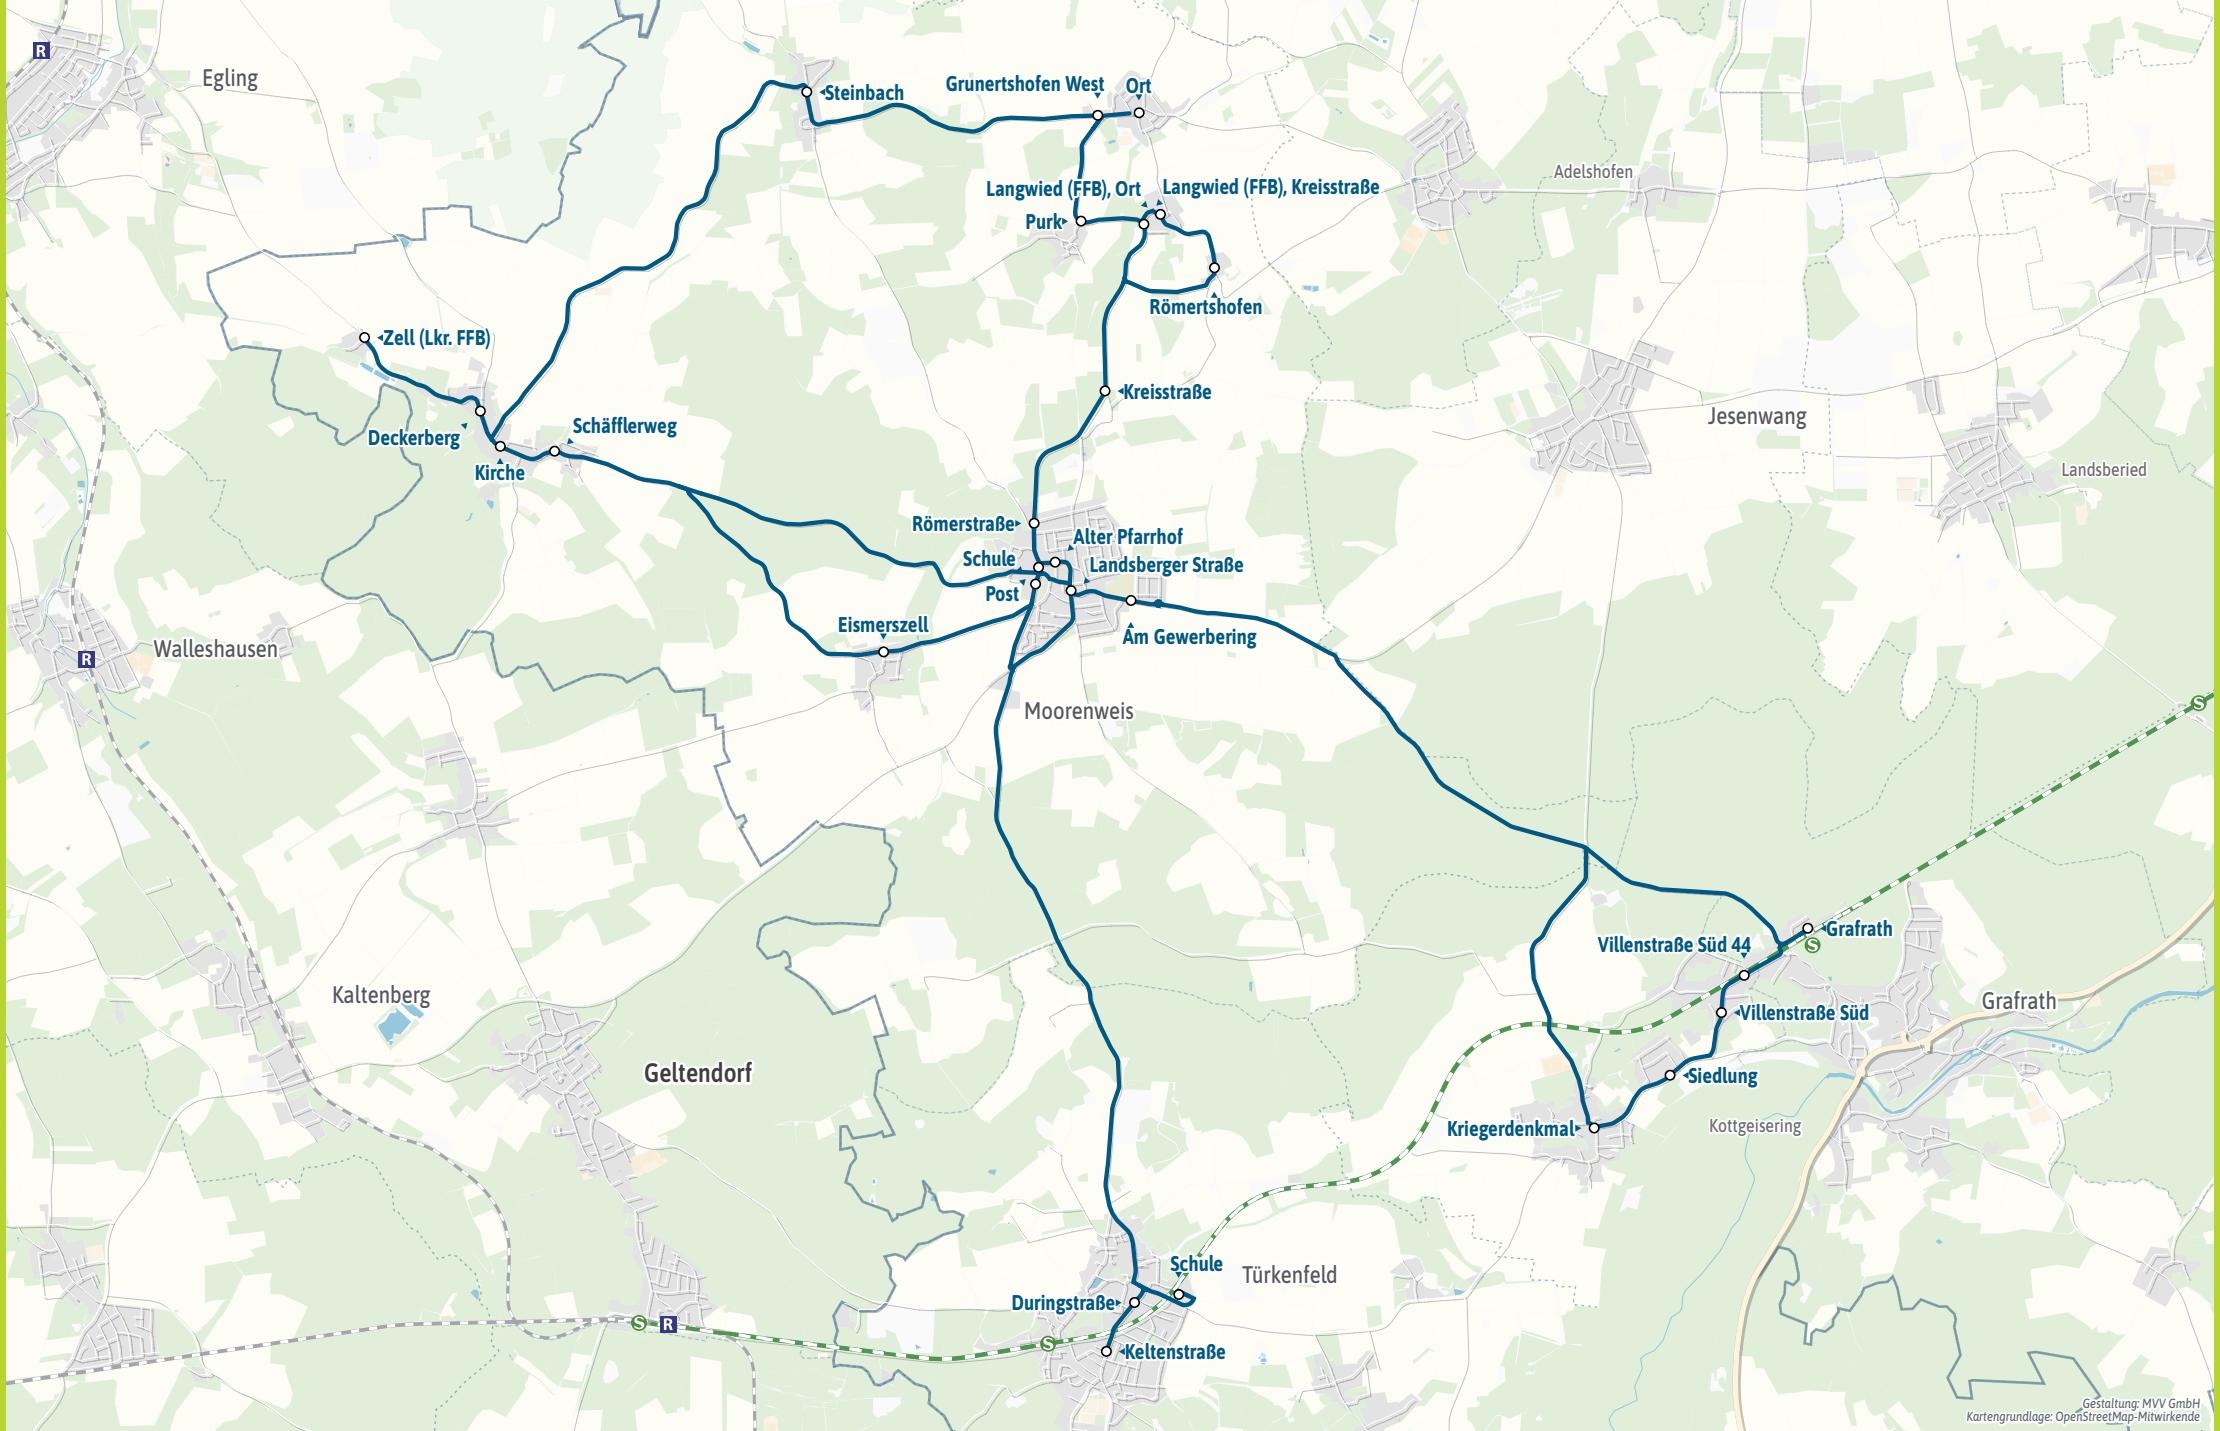 R
Egling
Steinbach
Grunertshofen West
Ort
Adelshofen
Langwied (FFB), Ort
Langwied (FFB), Kreisstraße
Purk
Römertshofen
Zell (Lkr. FFB)
Kreisstraße
Jesenwang
Deckerberg
Schäfflerweg
Kirche
Landsberied
Römerstraße
Alter Pfarrhof
Schule
Landsberger Straße
Post
Eismerszell
Am Gewerbering
Walleshausen
R
Moorenweis
S
Grafrath
S
Villenstraße Süd 44
Kaltenberg
Grafrath
Villenstraße Süd
Geltendorf
Siedlung
Kriegerdenkmal
Kottgeisering
Schule
Türkenfeld
Duringstraße
S
R
S
Keltenstraße
Gestaltung: MVV GmbH
Kartengrundlage: OpenStreetMap-Mitwirkende